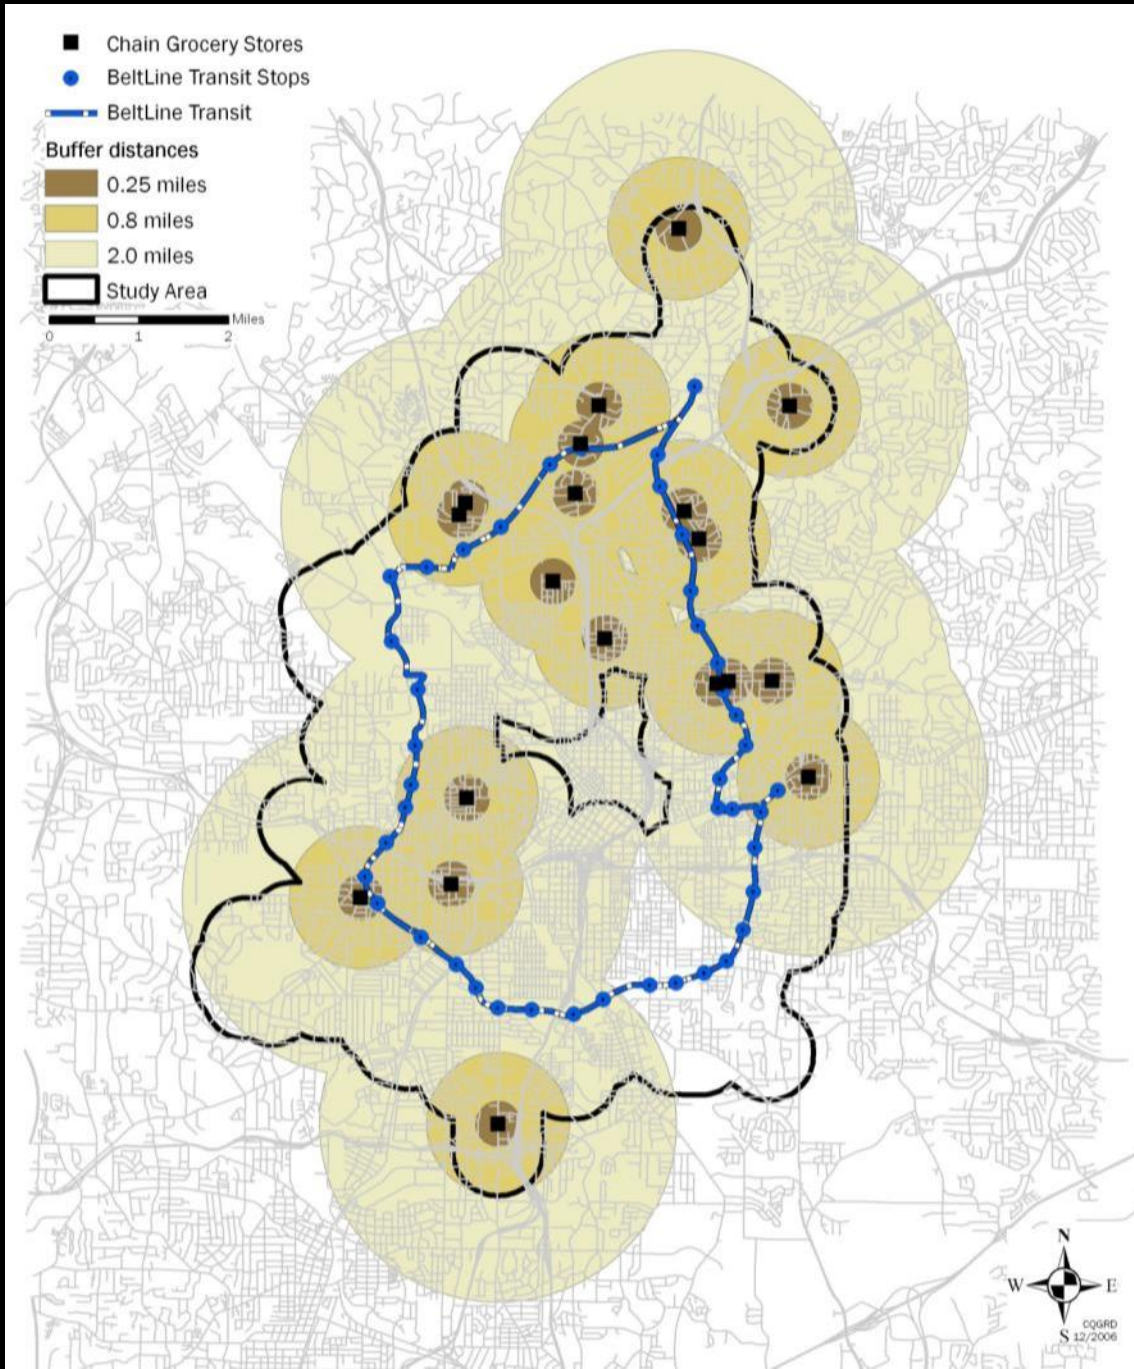 Chain Grocery Stores
BeltLine Transit Stops
BeltLine Transit
Buffer distances
0.25 miles
0.8 miles
2.0 miles
Study Area
Miles
0 1 2
N
W E
S
CQGRD
12/2006